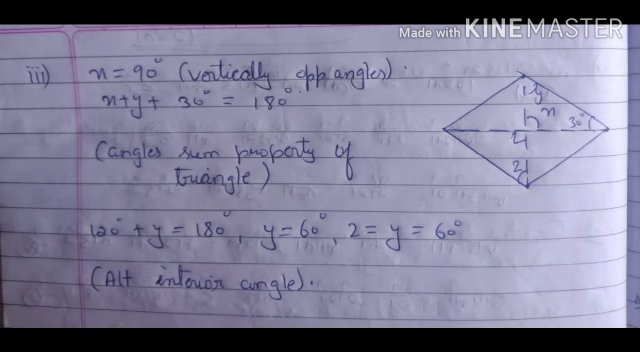 Made with KINEMASTER
iii) x = 90° (vertically opp angles).
x + y + 30° = 180°
(angles sum property of
triangle)
120° + y = 180°, y = 60°, z = y = 60°
(Alt interior angle).
y
x
30°
z